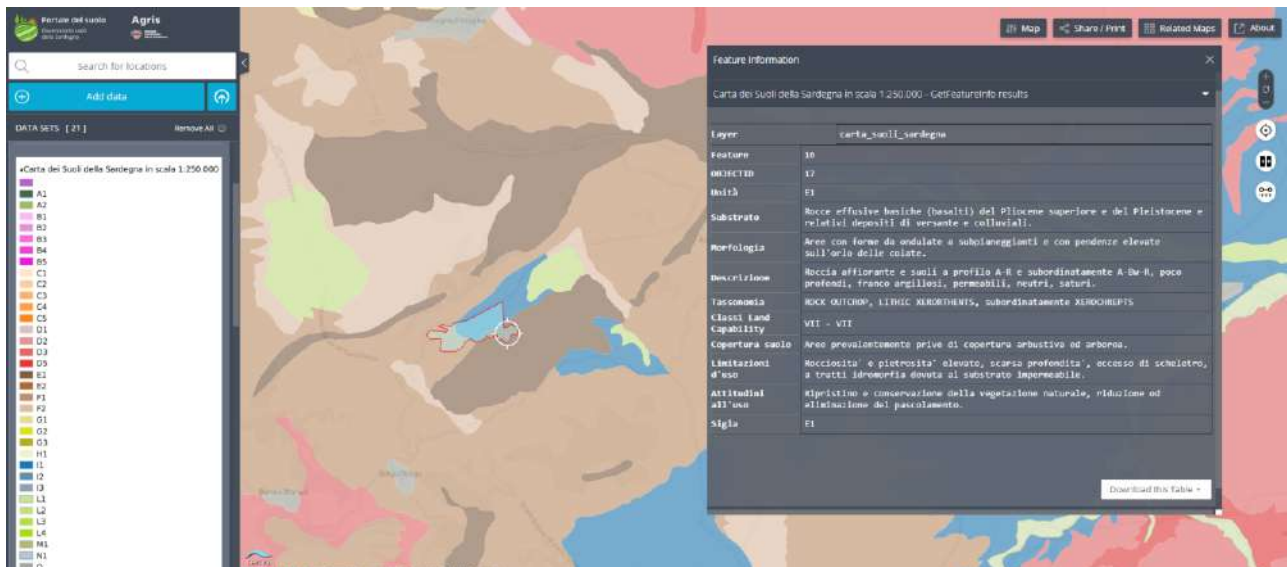 Portale del suolo
Agris
Search for locations
Add data
DATA SETS [ 21 ]
Remove All
Carta dei Suoli della Sardegna in scala 1:250.000
A1
A2
B1
B2
B3
B4
B5
C1
C2
C3
C4
C5
D1
D2
D3
D5
E1
E2
F1
F2
G1
G2
G3
H1
I1
I2
I3
L1
L2
L3
L4
M1
N1
Map
Share / Print
Related Maps
About
Feature Information
Carta dei Suoli della Sardegna in scala 1:250.000 - GetFeatureInfo results
Layer carta_suoli_sardegna
Feature 16
OBJECTID 17
Unità E1
Substrato Rocce effusive basiche (basalti) del Pliocene superiore e del Pleistocene e
relativi depositi di versante e colluviali.
Morfologia Aree con forme da ondulate a subpianeggianti e con pendenze elevate
sull'orlo delle colate.
Descrizione Roccia affiorante e suoli a profilo A-R e subordinatamente A-Bw-R, poco
profondi, franco argillosi, permeabili, neutri, saturi.
Tassonomia ROCK OUTCROP, LITHIC XERORTHENTS, subordinatamente XEROCHREPTS
Classi Land
Capability VII - VII
Copertura suolo Aree prevalentemente prive di copertura arbustiva ed arborea.
Limitazioni
d'uso Rocciosita' e pietrosita' elevate, scarsa profondita', eccesso di scheletro,
a tratti idromorfia dovuta al substrato impermeabile.
Attitudini
all'uso Ripristino e conservazione della vegetazione naturale, riduzione od
eliminazione del pascolamento.
Sigla E1
Download this Table